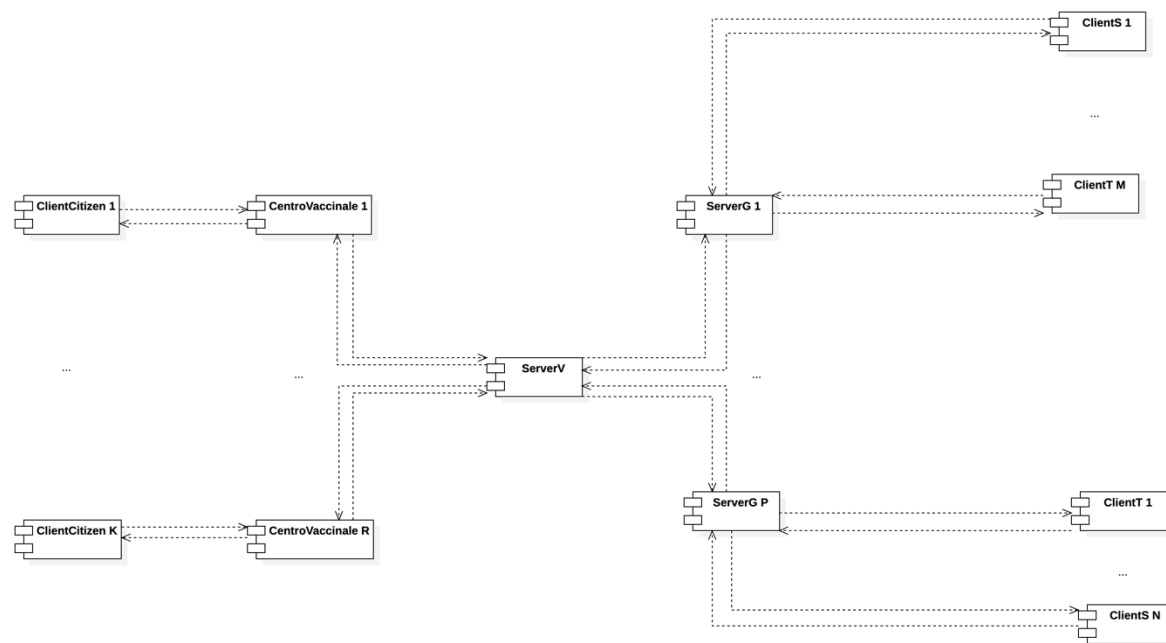 ClientS 1
...
ClientCitizen 1
CentroVaccinale 1
ServerG 1
ClientT M
...
...
ServerV
...
ClientCitizen K
CentroVaccinale R
ServerG P
ClientT 1
...
ClientS N